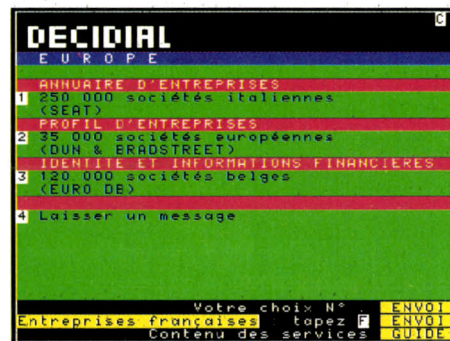 C
DECIDIAL
EUROPE
ANNUAIRE D'ENTREPRISES
1 250 000 sociétés italiennes
(SEAT)
PROFIL D'ENTREPRISES
2 35 000 sociétés européennes
(DUN & BRADSTREET)
IDENTITE ET INFORMATIONS FINANCIERES
3 120 000 sociétés belges
(EURO DB)
4 Laisser un message
Votre choix N° . ENVOI
Entreprises françaises : tapez F ENVOI
Contenu des services GUIDE